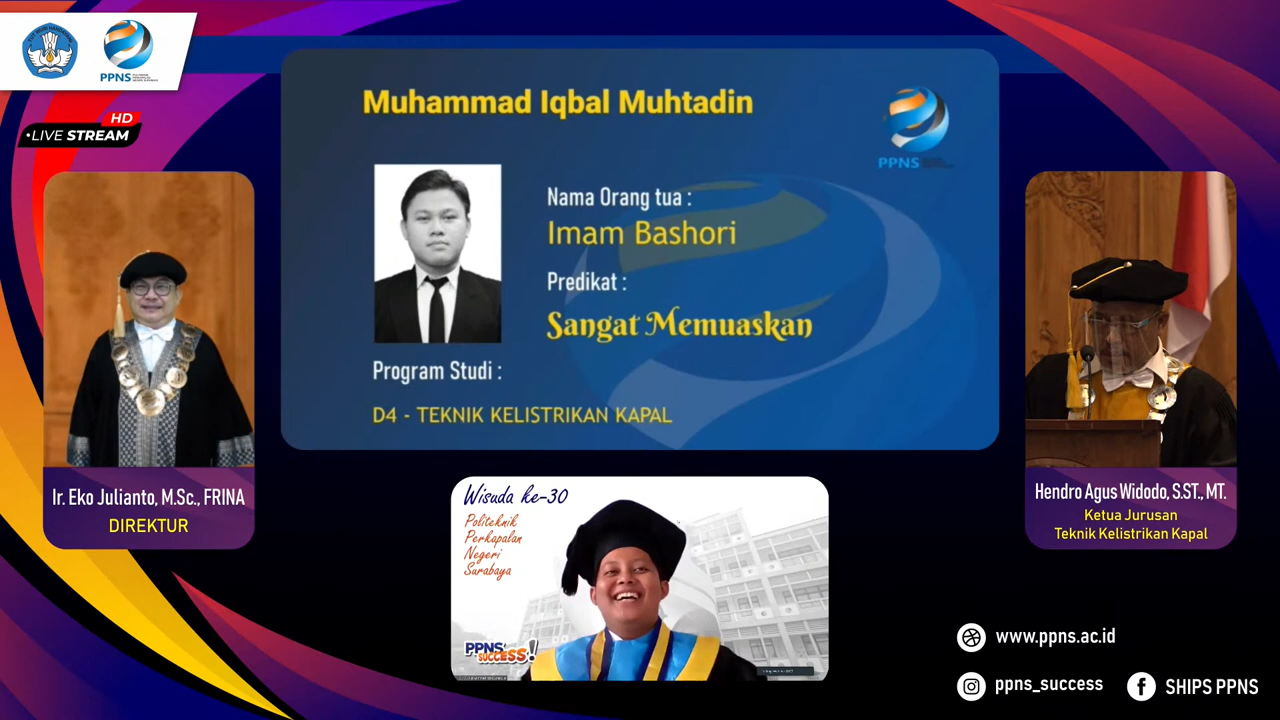 PPNS
HD
•LIVE STREAM
Muhammad Iqbal Muhtadin
PPNS
Nama Orang tua :
Imam Bashori
Predikat :
Sangat Memuaskan
Program Studi :
D4 - TEKNIK KELISTRIKAN KAPAL
Ir. Eko Julianto, M.Sc., FRINA
DIREKTUR
Hendro Agus Widodo, S.ST., MT.
Ketua Jurusan
Teknik Kelistrikan Kapal
Wisuda ke-30
Politeknik
Perkapalan
Negeri
Surabaya
PPNS
SUCCESS!
www.ppns.ac.id
ppns_success
SHIPS PPNS